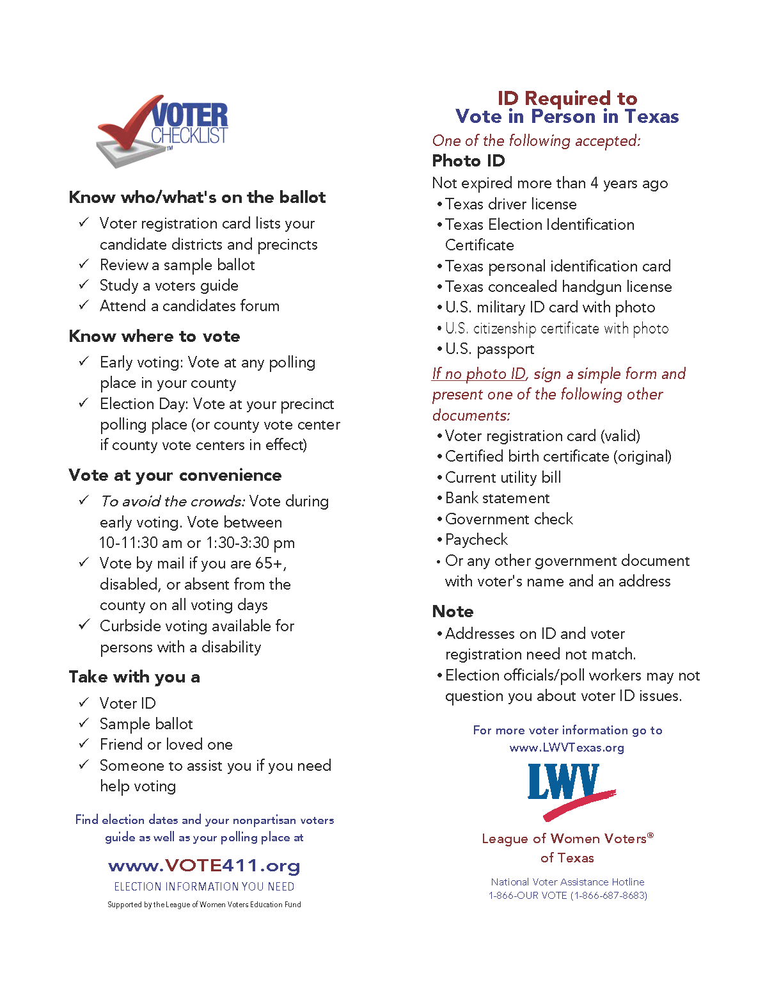 VOTER
CHECKLIST
TM
Know who/what's on the ballot
✓ Voter registration card lists your
candidate districts and precincts
✓ Review a sample ballot
✓ Study a voters guide
✓ Attend a candidates forum
Know where to vote
✓ Early voting: Vote at any polling
place in your county
✓ Election Day: Vote at your precinct
polling place (or county vote center
if county vote centers in effect)
Vote at your convenience
✓ To avoid the crowds: Vote during
early voting. Vote between
10-11:30 am or 1:30-3:30 pm
✓ Vote by mail if you are 65+,
disabled, or absent from the
county on all voting days
✓ Curbside voting available for
persons with a disability
Take with you a
✓ Voter ID
✓ Sample ballot
✓ Friend or loved one
✓ Someone to assist you if you need
help voting
Find election dates and your nonpartisan voters
guide as well as your polling place at
www.VOTE411.org
ELECTION INFORMATION YOU NEED
Supported by the League of Women Voters Education Fund
ID Required to
Vote in Person in Texas
One of the following accepted:
Photo ID
Not expired more than 4 years ago
•Texas driver license
•Texas Election Identification
Certificate
•Texas personal identification card
•Texas concealed handgun license
•U.S. military ID card with photo
•U.S. citizenship certificate with photo
•U.S. passport
If no photo ID, sign a simple form and
present one of the following other
documents:
•Voter registration card (valid)
•Certified birth certificate (original)
•Current utility bill
•Bank statement
•Government check
•Paycheck
• Or any other government document
with voter's name and an address
Note
•Addresses on ID and voter
registration need not match.
•Election officials/poll workers may not
question you about voter ID issues.
For more voter information go to
www.LWVTexas.org
LWV
League of Women Voters®
of Texas
National Voter Assistance Hotline
1-866-OUR VOTE (1-866-687-8683)